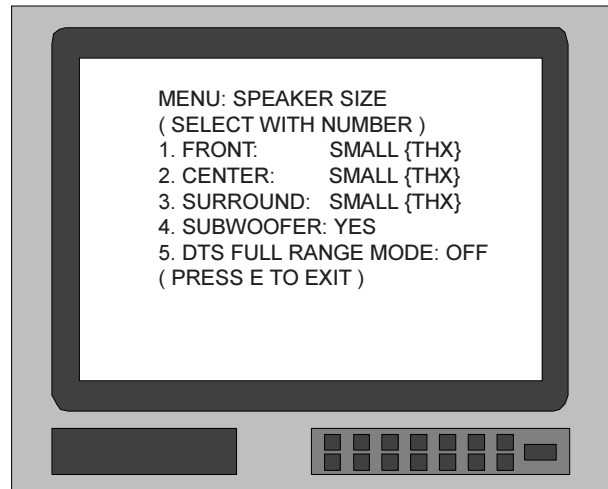 MENU: SPEAKER SIZE
( SELECT WITH NUMBER )
1. FRONT: SMALL {THX}
2. CENTER: SMALL {THX}
3. SURROUND: SMALL {THX}
4. SUBWOOFER: YES
5. DTS FULL RANGE MODE: OFF
( PRESS E TO EXIT )